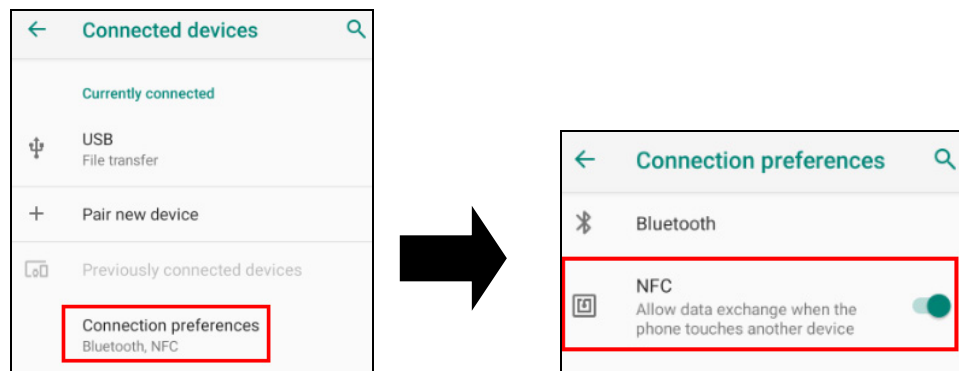 Connected devices
Currently connected
USB
File transfer
Pair new device
Previously connected devices
Connection preferences
Bluetooth, NFC
Connection preferences
Bluetooth
NFC
Allow data exchange when the
phone touches another device